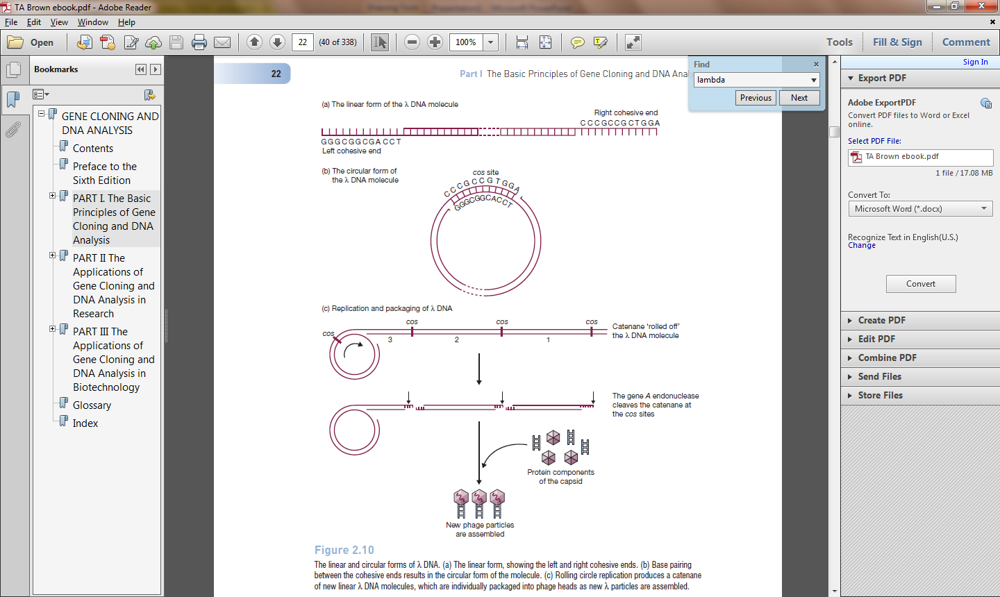 TA Brown ebook.pdf - Adobe Reader
File Edit View Window Help
Open
22 (40 of 338)
100%
Tools Fill & Sign Comment
Bookmarks
GENE CLONING AND
DNA ANALYSIS
Contents
Preface to the
Sixth Edition
PART I. The Basic
Principles of Gene
Cloning and DNA
Analysis
PART II The
Applications of
Gene Cloning and
DNA Analysis in
Research
PART III The
Applications of
Gene Cloning and
DNA Analysis in
Biotechnology
Glossary
Index
22
Part I The Basic Principles of Gene Cloning and DNA Anal
Find
lambda
Previous Next
(a) The linear form of the λ DNA molecule
Right cohesive end
CCCGCCGCTGGA
GGGCGGCGACCT
Left cohesive end
(b) The circular form of
the λ DNA molecule
cos site
CCCGCCGTGGA
GGGCGGCACCT
(c) Replication and packaging of λ DNA
cos cos cos
cos
3 2 1
Catenane ‘rolled off’
the λ DNA molecule
The gene A endonuclease
cleaves the catenane at
the cos sites
Protein components
of the capsid
New phage particles
are assembled
Figure 2.10
The linear and circular forms of λ DNA. (a) The linear form, showing the left and right cohesive ends. (b) Base pairing
between the cohesive ends results in the circular form of the molecule. (c) Rolling circle replication produces a catenane
of new linear λ DNA molecules, which are individually packaged into phage heads as new λ particles are assembled.
Sign In
Export PDF
Adobe ExportPDF
Convert PDF files to Word or Excel
online.
Select PDF File:
TA Brown ebook.pdf
1 file / 17.08 MB
Convert To:
Microsoft Word (*.docx)
Recognize Text in English(U.S.)
Change
Convert
Create PDF
Edit PDF
Combine PDF
Send Files
Store Files